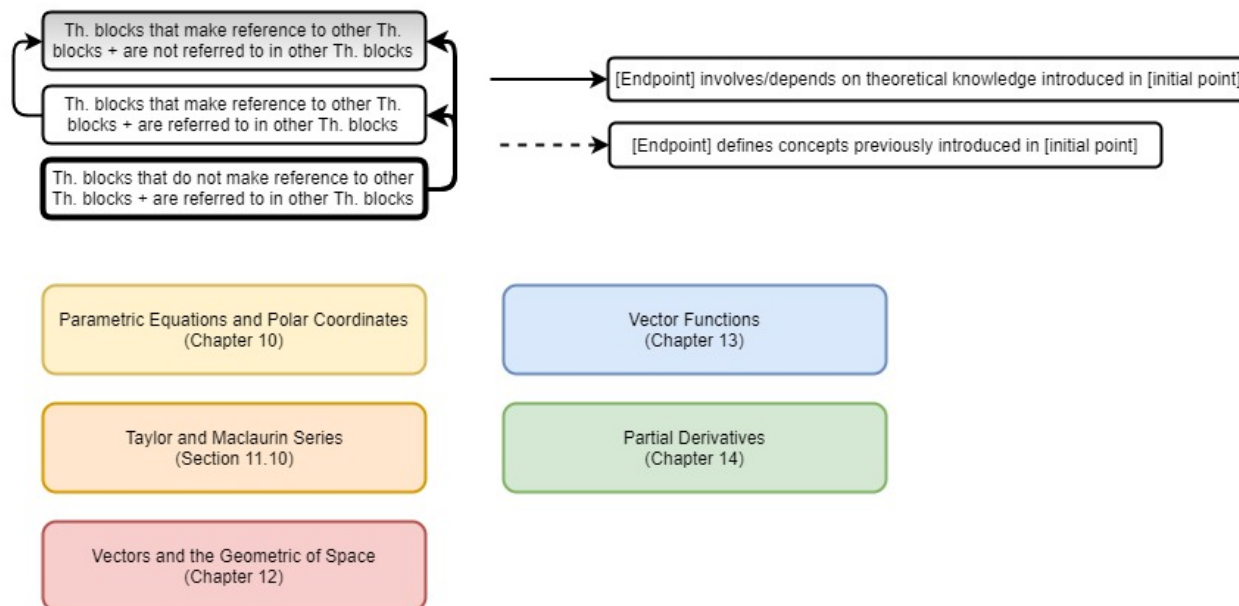 Th. blocks that make reference to other Th.
blocks + are not referred to in other Th. blocks
Th. blocks that make reference to other Th.
blocks + are referred to in other Th. blocks
Th. blocks that do not make reference to other
Th. blocks + are referred to in other Th. blocks
[Endpoint] involves/depends on theoretical knowledge introduced in [initial point]
[Endpoint] defines concepts previously introduced in [initial point]
Parametric Equations and Polar Coordinates
(Chapter 10)
Vector Functions
(Chapter 13)
Taylor and Maclaurin Series
(Section 11.10)
Partial Derivatives
(Chapter 14)
Vectors and the Geometric of Space
(Chapter 12)